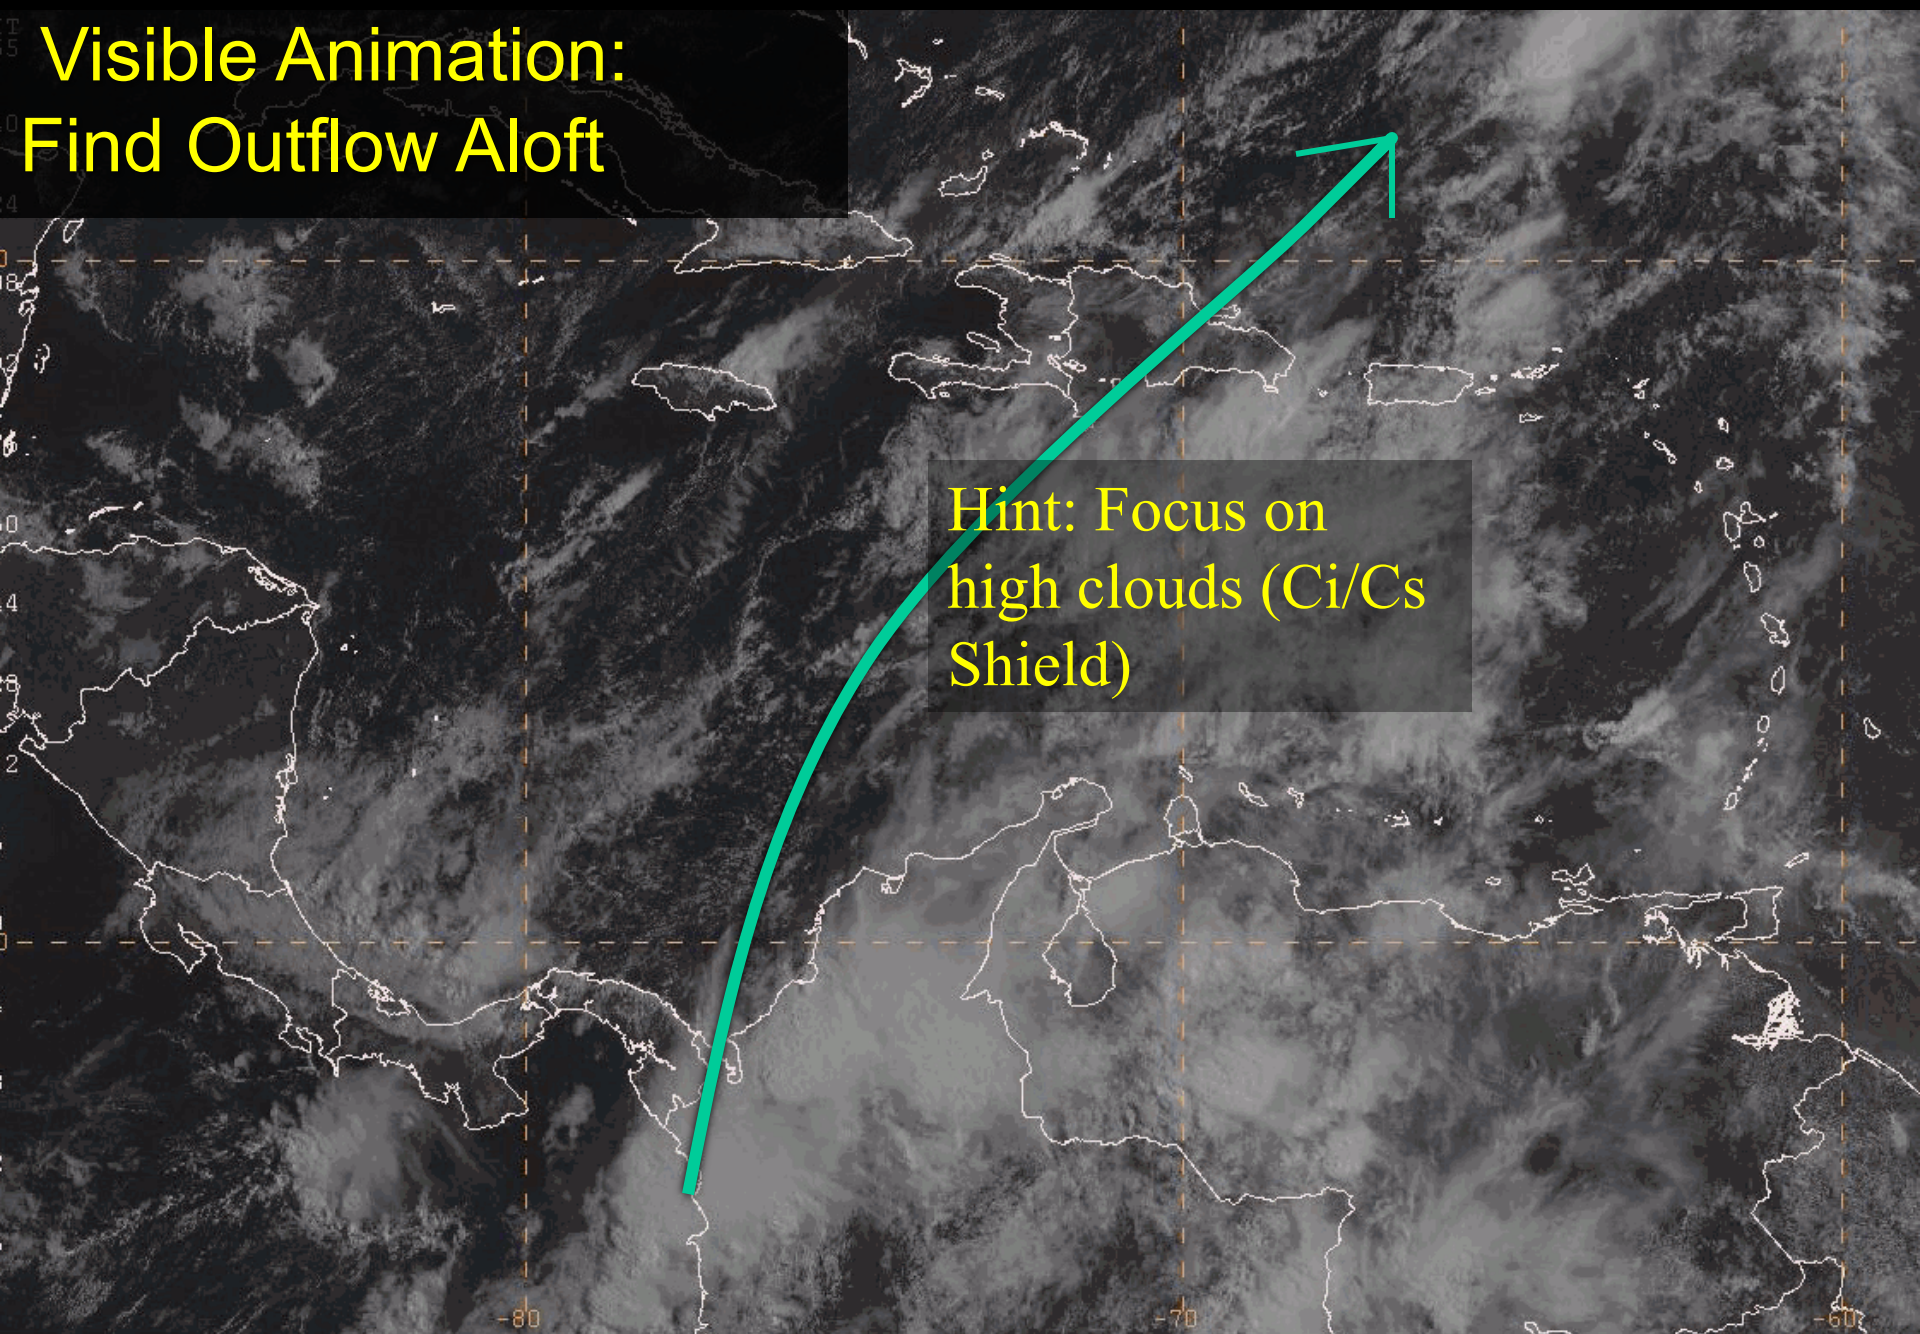 Visible Animation:
Find Outflow Aloft
Hint: Focus on
high clouds (Ci/Cs
Shield)
-80
-70
-60